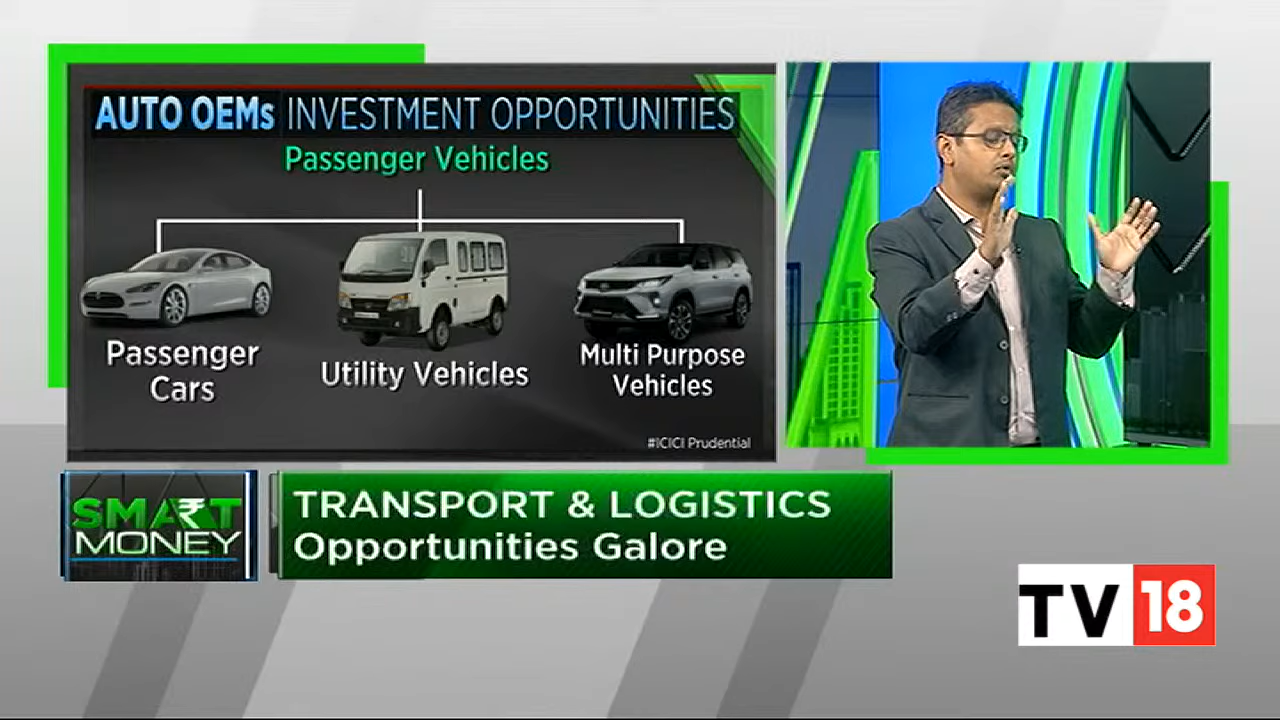 AUTO OEMs INVESTMENT OPPORTUNITIES
Passenger Vehicles
Passenger
Cars
Utility Vehicles
Multi Purpose
Vehicles
#ICICI Prudential
SMART
MONEY
TRANSPORT & LOGISTICS
Opportunities Galore
TV18